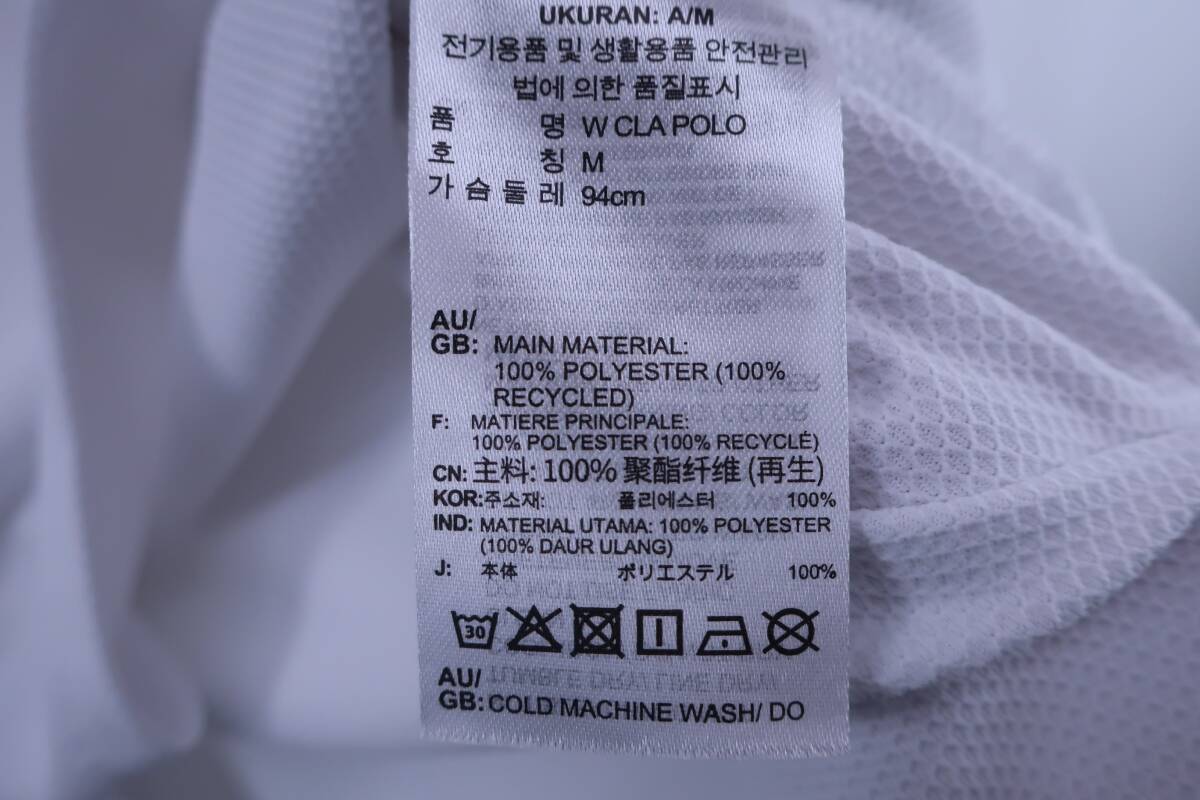 UKURAN: A/M
전기용품 및 생활용품 안전관리
법에 의한 품질표시
품 명 W CLA POLO
호 칭 M
가 슴 둘 레 94cm
AU/
GB: MAIN MATERIAL:
100% POLYESTER (100%
RECYCLED)
F: MATIERE PRINCIPALE:
100% POLYESTER (100% RECYCLÉ)
CN: 主料: 100% 聚酯纤维 (再生)
KOR: 주소재: 폴리에스터 100%
IND: MATERIAL UTAMA: 100% POLYESTER
(100% DAUR ULANG)
J: 本体 ポリエステル 100%
30
AU/
GB: COLD MACHINE WASH/ DO